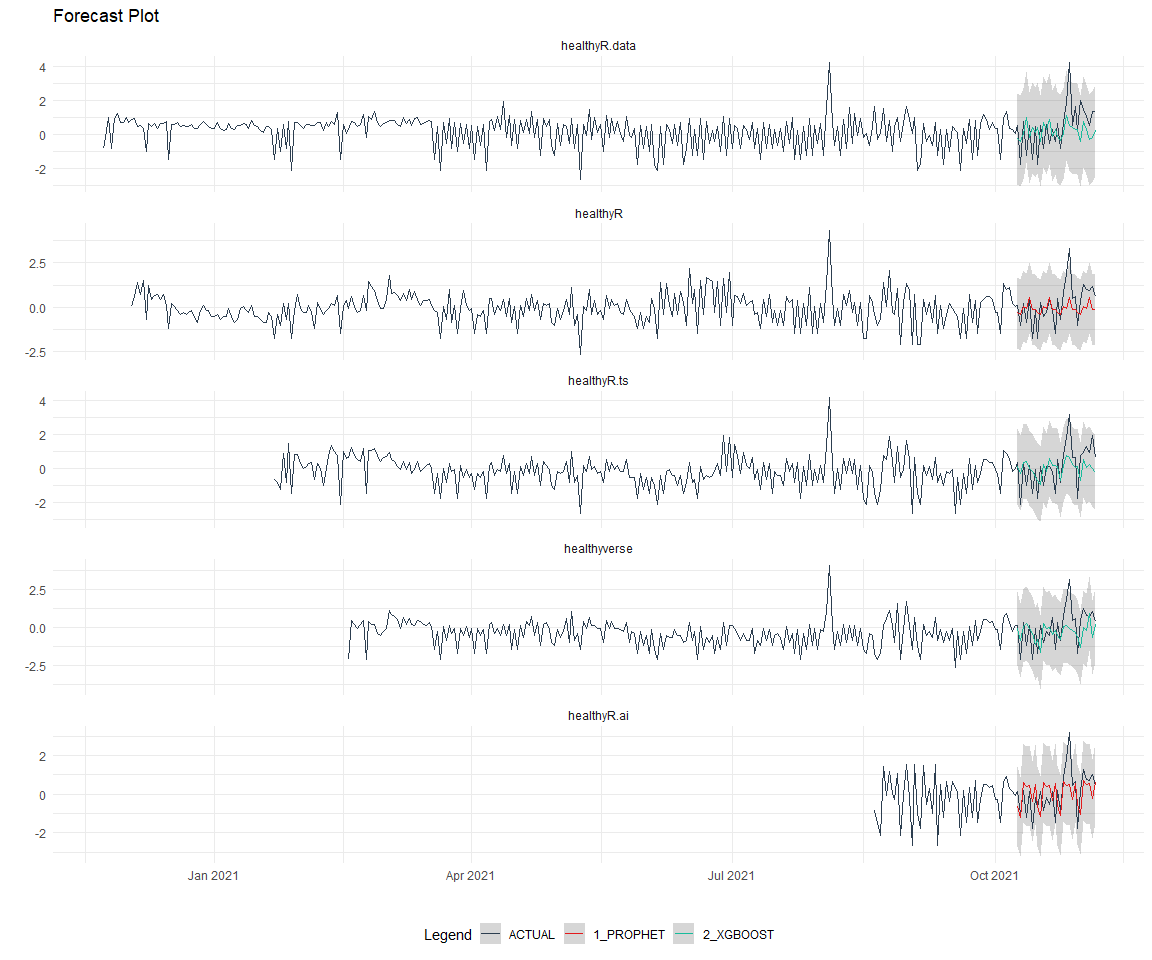 Forecast Plot
healthyR.data
4
2
0
-2
healthyR
2.5
0.0
-2.5
healthyR.ts
4
2
0
-2
healthyverse
2.5
0.0
-2.5
healthyR.ai
2
0
-2
Jan 2021 Apr 2021 Jul 2021 Oct 2021
Legend ACTUAL 1_PROPHET 2_XGBOOST